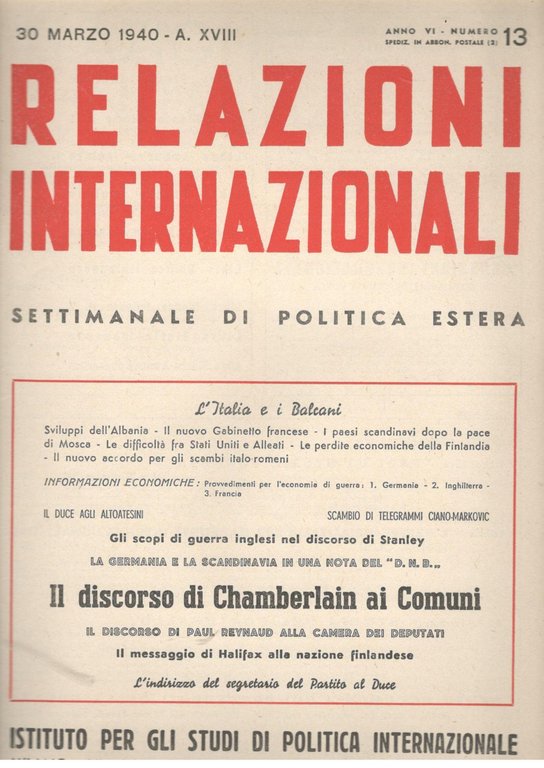 30 MARZO 1940 - A. XVIII
ANNO VI - NUMERO 13
SPEDIZ. IN ABBON. POSTALE (2)
RELAZIONI
INTERNAZIONALI
SETTIMANALE DI POLITICA ESTERA
L'Italia e i Balcani
Sviluppi dell'Albania - Il nuovo Gabinetto francese - I paesi scandinavi dopo la pace
di Mosca - Le difficoltà fra Stati Uniti e Alleati - Le perdite economiche della Finlandia
- Il nuovo accordo per gli scambi italo-romeni
INFORMAZIONI ECONOMICHE: Provvedimenti per l'economia di guerra: 1. Germania - 2. Inghilterra -
3. Francia
IL DUCE AGLI ALTOATESINI
SCAMBIO DI TELEGRAMMI CIANO-MARKOVIC
Gli scopi di guerra inglesi nel discorso di Stanley
LA GERMANIA E LA SCANDINAVIA IN UNA NOTA DEL "D. N. B.„
Il discorso di Chamberlain ai Comuni
IL DISCORSO DI PAUL REYNAUD ALLA CAMERA DEI DEPUTATI
Il messaggio di Halifax alla nazione finlandese
L'indirizzo del segretario del Partito al Duce
ISTITUTO PER GLI STUDI DI POLITICA INTERNAZIONALE